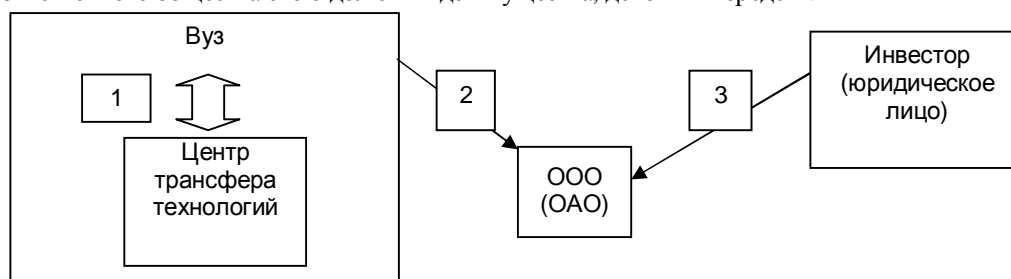 Вуз
1
Центр
трансфера
технологий
2
3
ООО
(ОАО)
Инвестор
(юридическое
лицо)